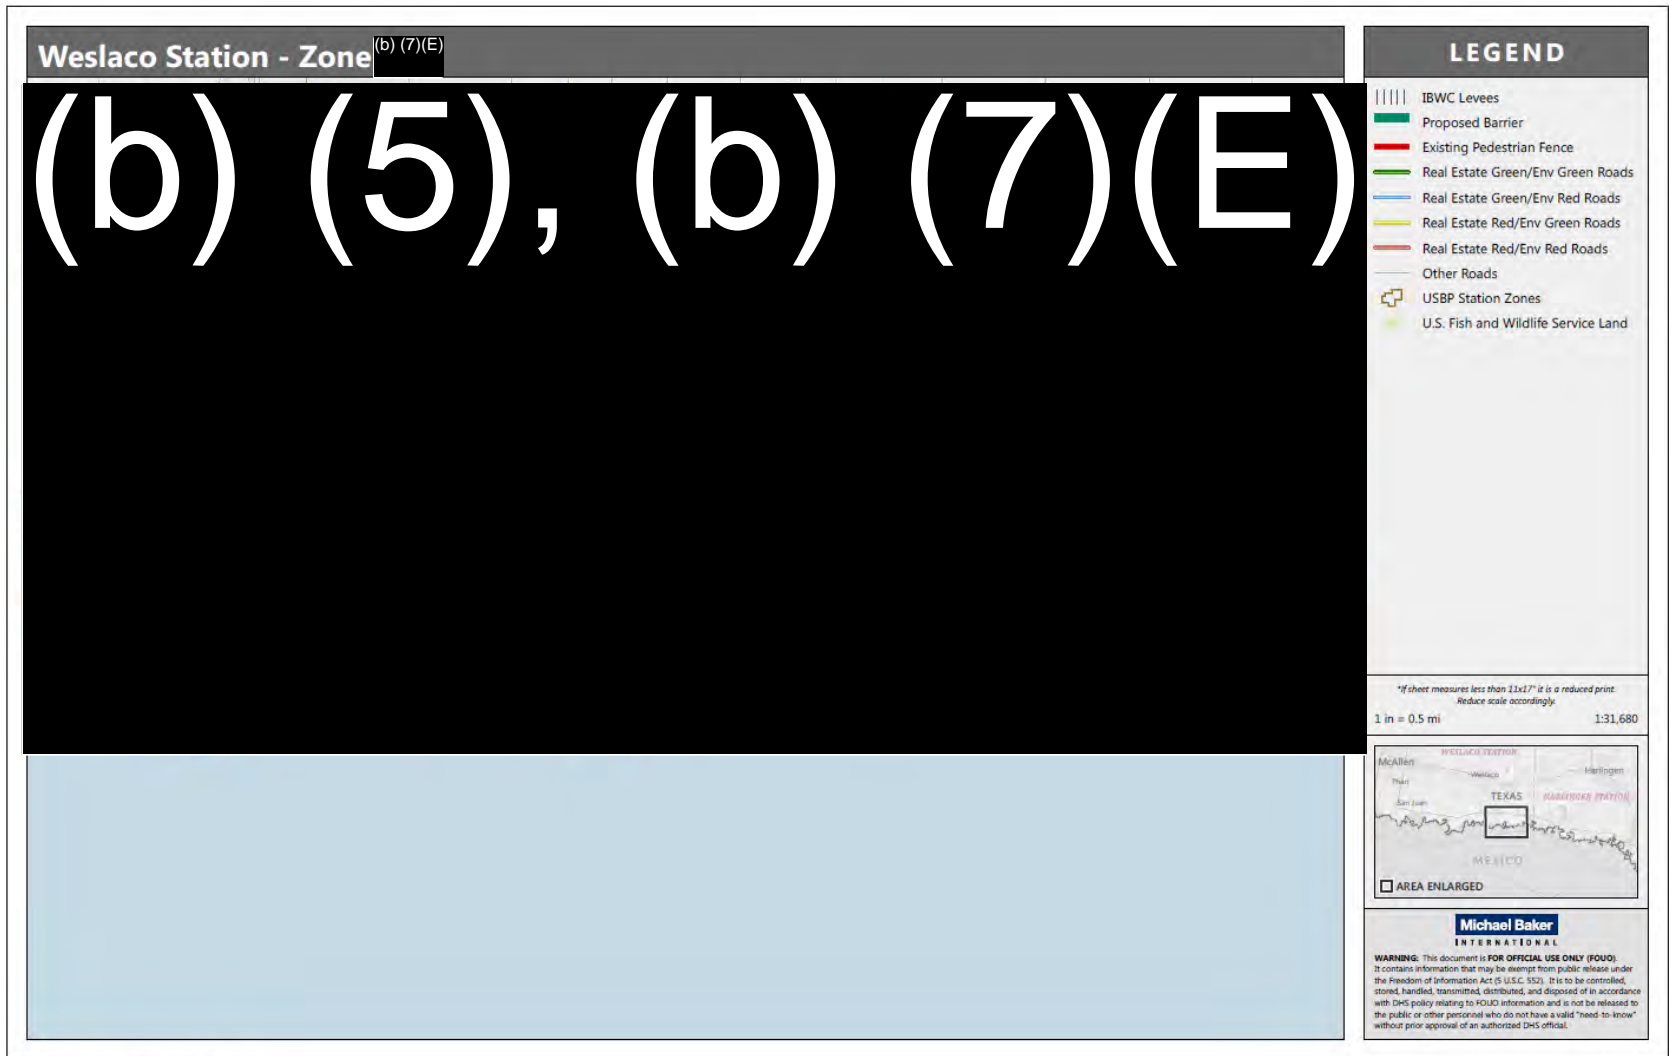 Weslaco Station - Zone (b) (7)(E)
(b) (5), (b) (7)(E)
LEGEND
IBWC Levees
Proposed Barrier
Existing Pedestrian Fence
Real Estate Green/Env Green Roads
Real Estate Green/Env Red Roads
Real Estate Red/Env Green Roads
Real Estate Red/Env Red Roads
Other Roads
USBP Station Zones
U.S. Fish and Wildlife Service Land
*If sheet measures less than 11x17" it is a reduced print.
Reduce scale accordingly.
1 in = 0.5 mi 1:31,680
WESLACO STATION
McAllen
Weslaco
Harlingen
Pharr
San Juan
TEXAS
HARLINGEN STATION
MEXICO
AREA ENLARGED
Michael Baker
INTERNATIONAL
WARNING: This document is FOR OFFICIAL USE ONLY (FOUO).
It contains information that may be exempt from public release under
the Freedom of Information Act (5 U.S.C. 552). It is to be controlled,
stored, handled, transmitted, distributed, and disposed of in accordance
with DHS policy relating to FOUO information and is not be released to
the public or other personnel who do not have a valid "need-to-know"
without prior approval of an authorized DHS official.